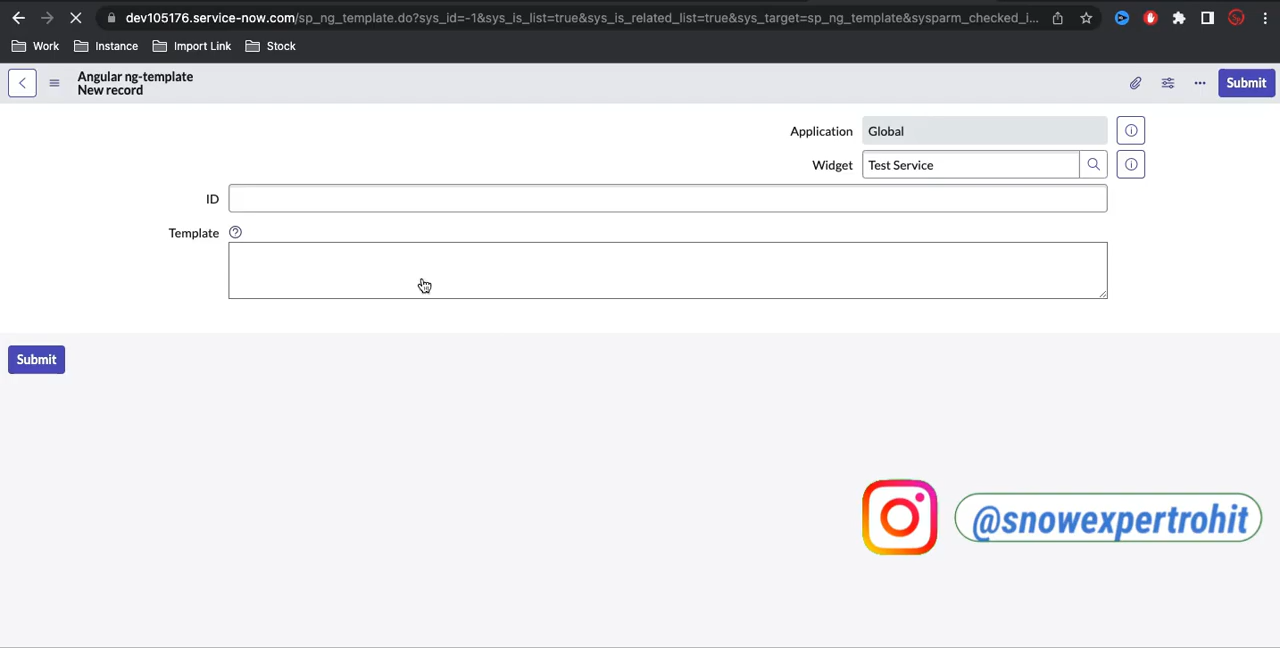 dev105176.service-now.com/sp_ng_template.do?sys_id=-1&sys_is_list=true&sys_is_related_list=true&sys_target=sp_ng_template&sysparm_checked_i...
Work Instance Import Link Stock
Angular ng-template
New record
Submit
Application Global
Widget Test Service
ID
Template
Submit
@snowexpertrohit